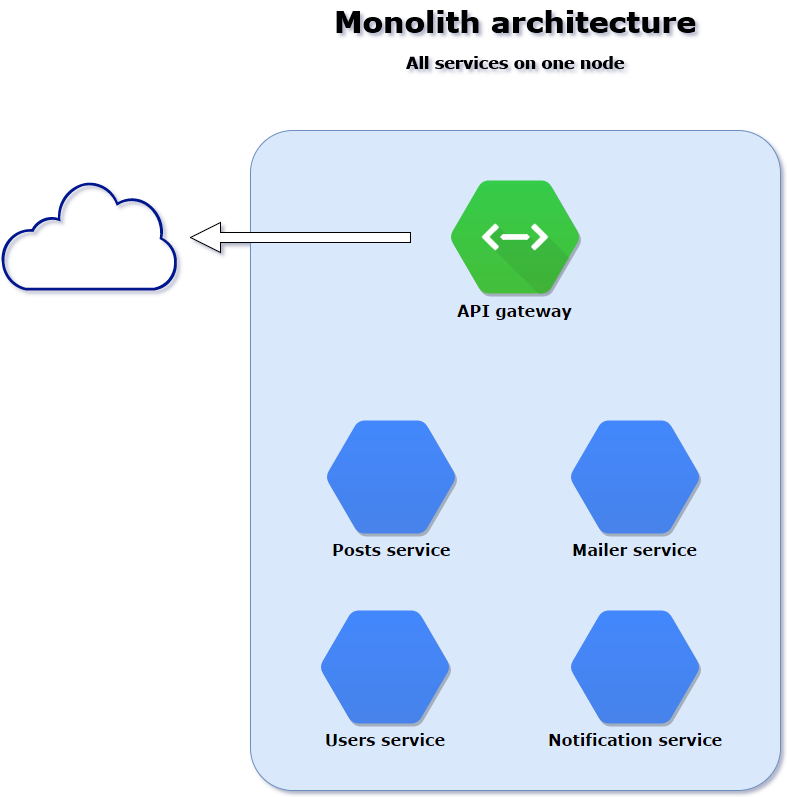 Monolith architecture
All services on one node
API gateway
Posts service
Mailer service
Users service
Notification service